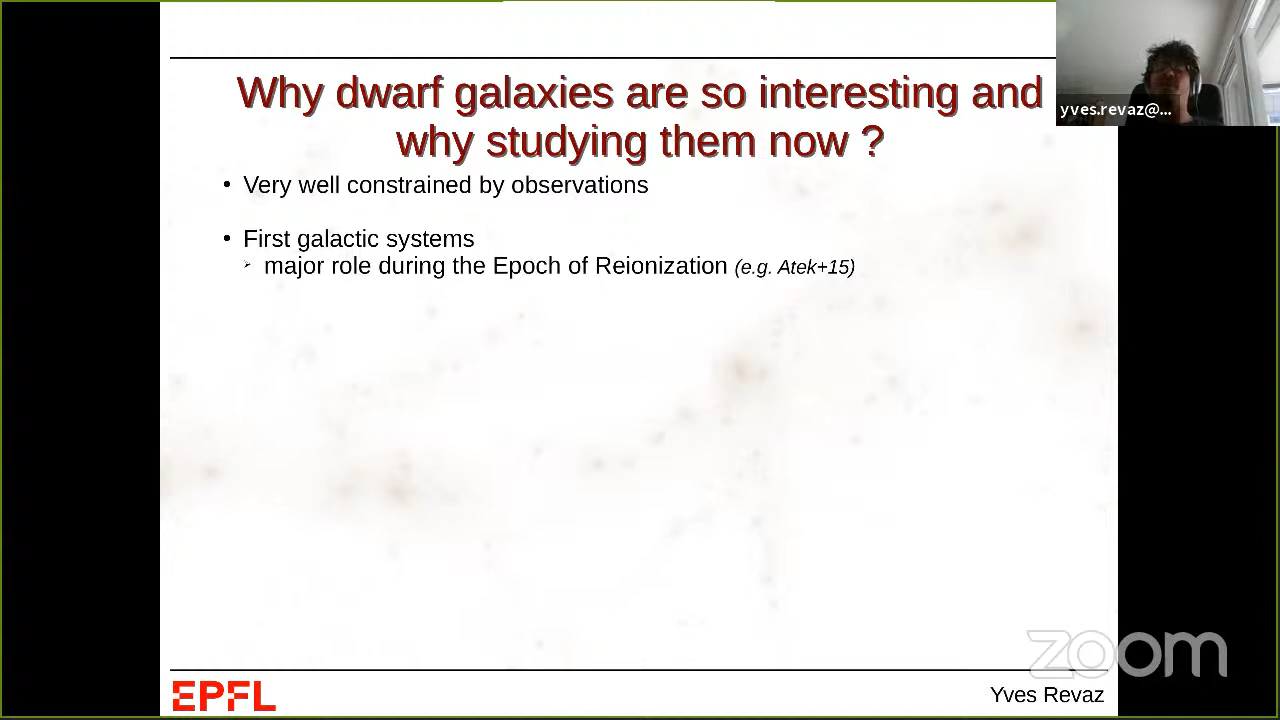 Why dwarf galaxies are so interesting and
why studying them now ?
yves.revaz@...
• Very well constrained by observations
• First galactic systems
➢ major role during the Epoch of Reionization (e.g. Atek+15)
zoom
EPFL
Yves Revaz